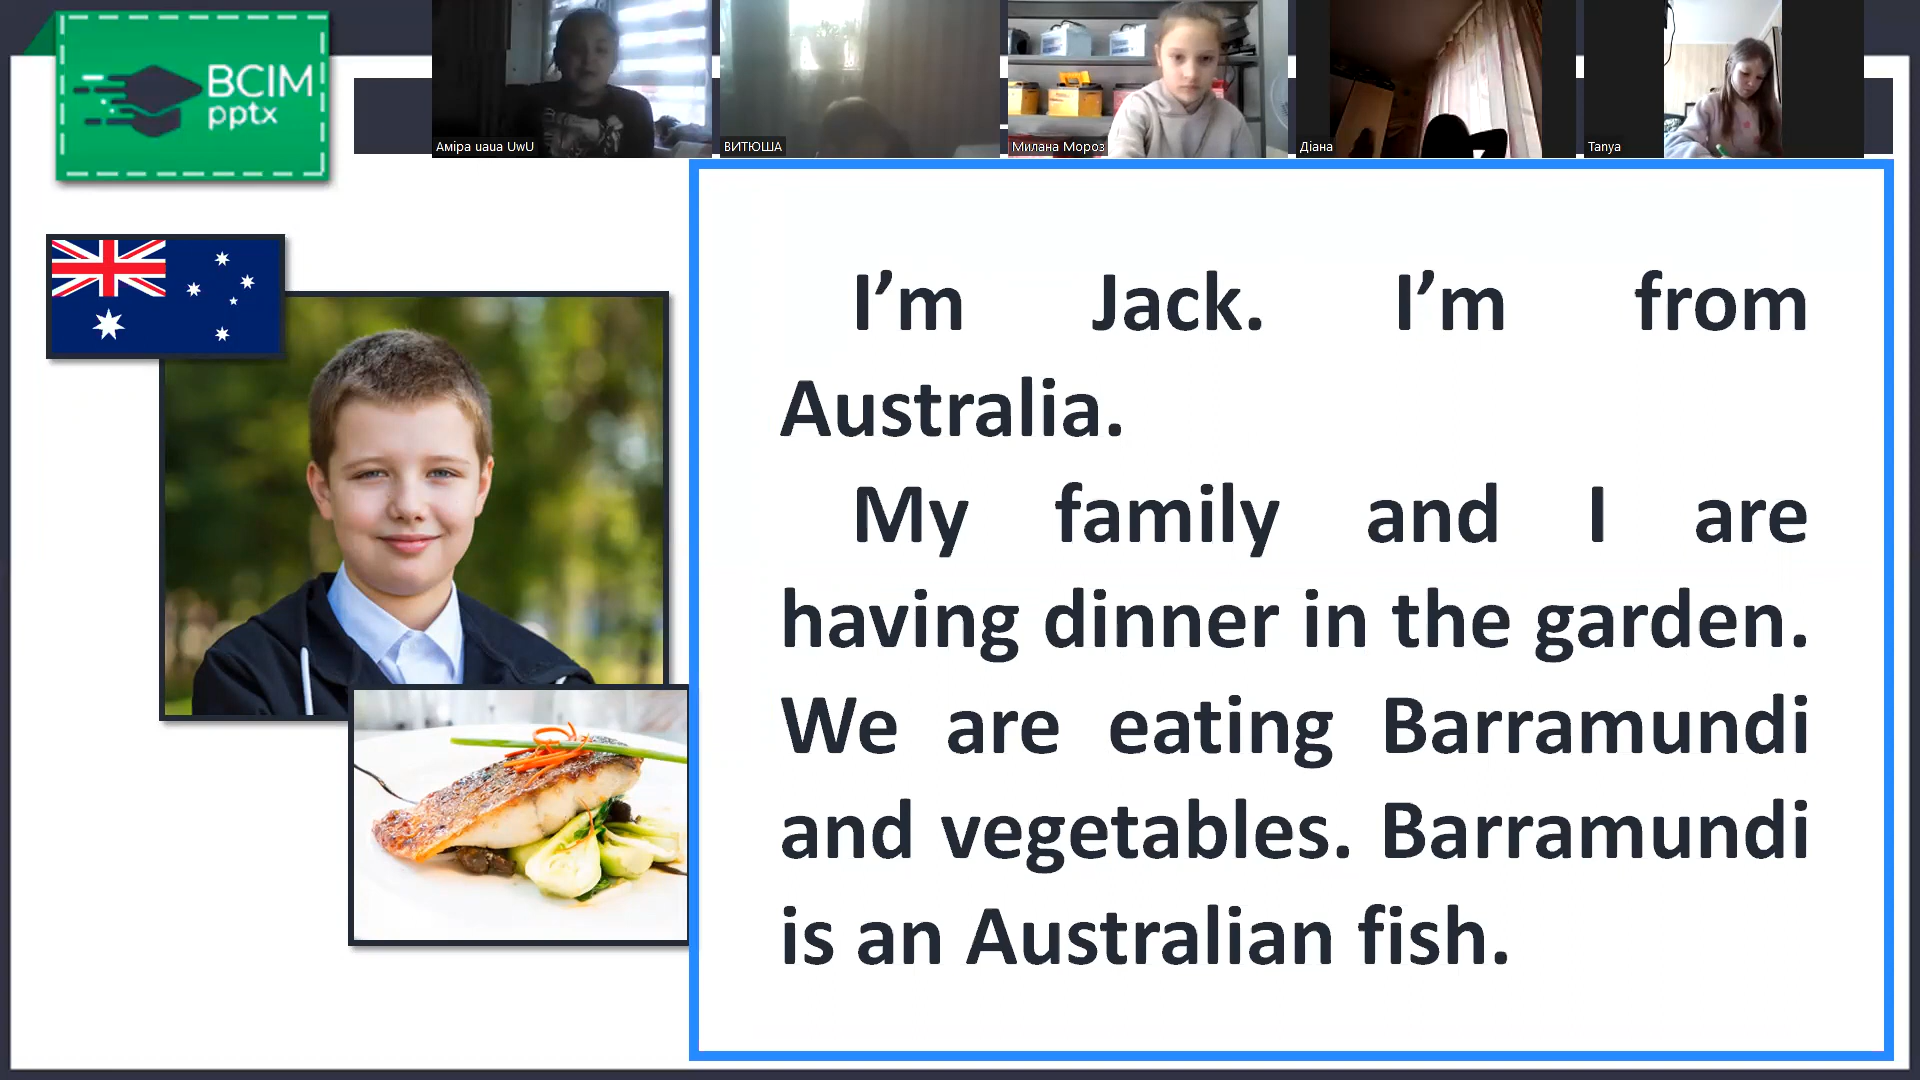 BCIM
pptx
Аміра uaua UwU
ВИТЮША
Милана Мороз
Діана
Tanya
I’m Jack. I’m from
Australia.
My family and I are
having dinner in the garden.
We are eating Barramundi
and vegetables. Barramundi
is an Australian fish.